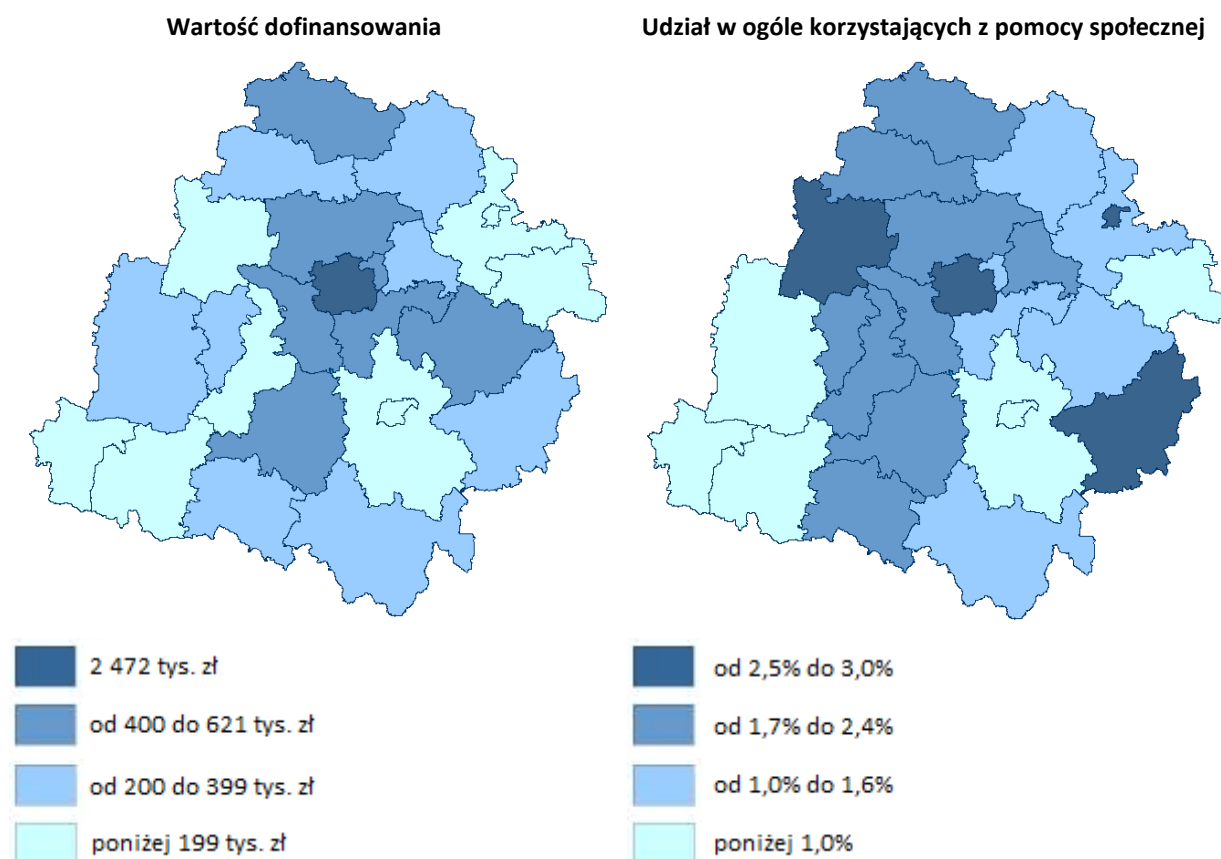 Wartość dofinansowania
Udział w ogóle korzystających z pomocy społecznej
2 472 tys. zł
od 400 do 621 tys. zł
od 200 do 399 tys. zł
poniżej 199 tys. zł
od 2,5% do 3,0%
od 1,7% do 2,4%
od 1,0% do 1,6%
poniżej 1,0%